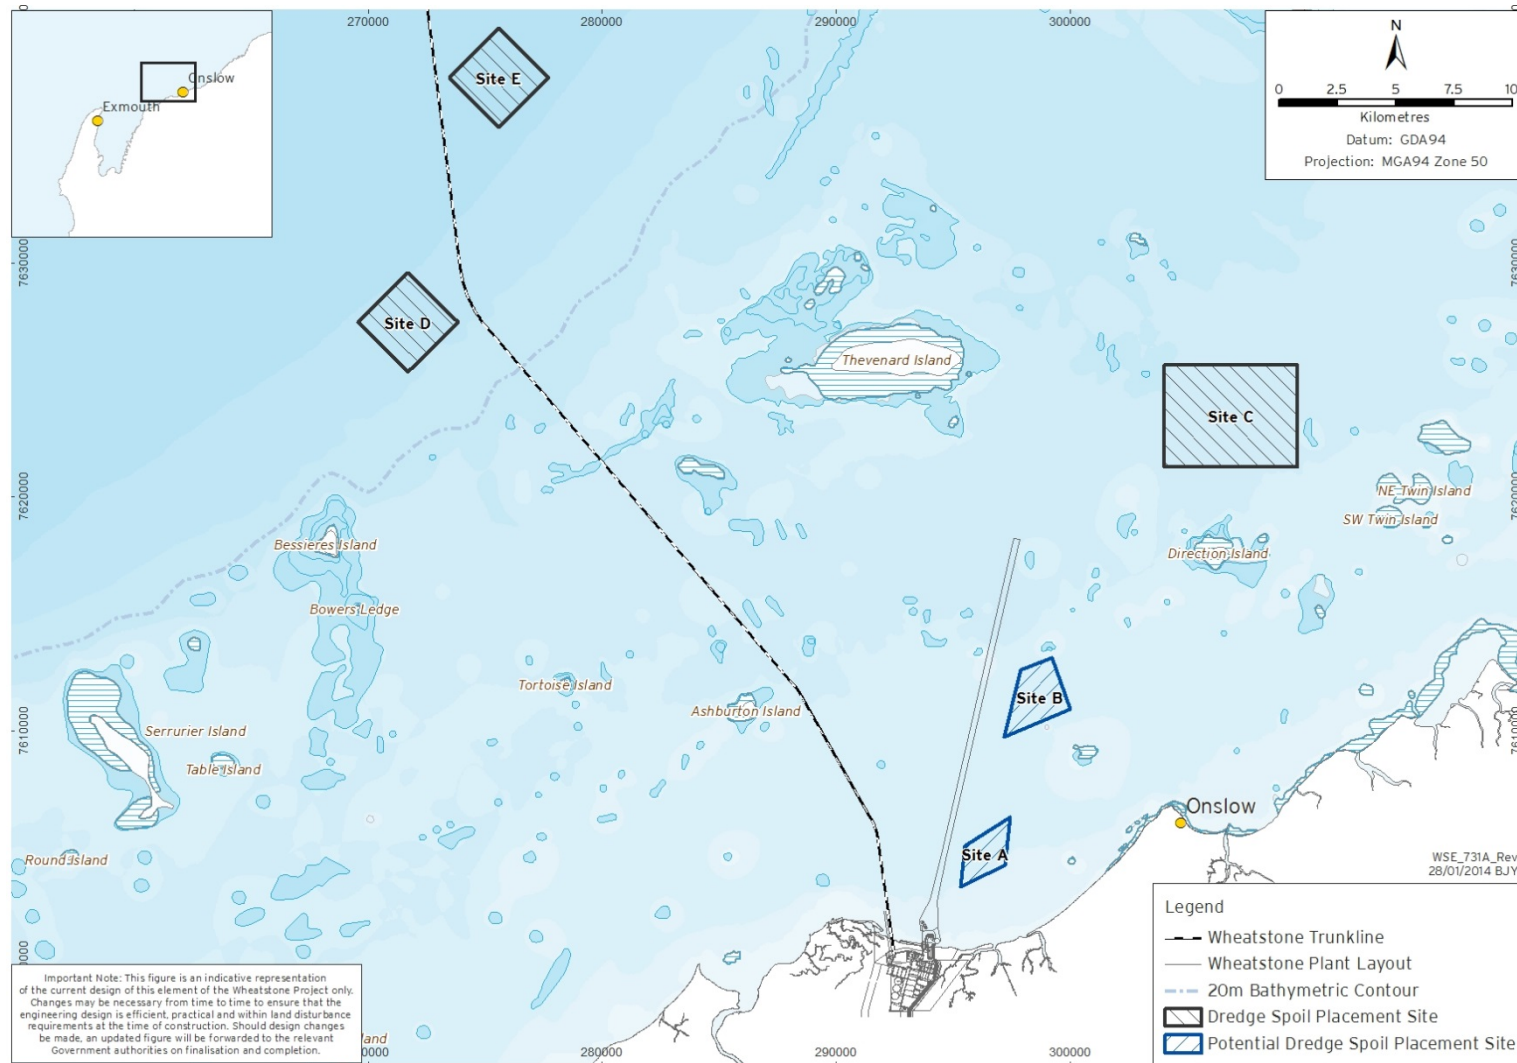 270000
280000
290000
300000
Onslow
Exmouth
N
0 2.5 5 7.5 10
Kilometres
Datum: GDA94
Projection: MGA94 Zone 50
Site E
7630000
7630000
Site D
Thevenard Island
Site C
7620000
7620000
NE Twin Island
SW Twin Island
Bessieres Island
Direction Island
Bowers Ledge
Tortoise Island
Site B
Ashburton Island
7610000
Serrurier Island
Table Island
Onslow
Site A
Round Island
WSE_731A_Rev
28/01/2014 BJY
Legend
Wheatstone Trunkline
Wheatstone Plant Layout
20m Bathymetric Contour
Dredge Spoil Placement Site
Potential Dredge Spoil Placement Site
Important Note: This figure is an indicative representation
of the current design of this element of the Wheatstone Project only.
Changes may be necessary from time to time to ensure that the
engineering design is efficient, practical and within land disturbance
requirements at the time of construction. Should design changes
be made, an updated figure will be forwarded to the relevant
Government authorities on finalisation and completion.
280000
290000
300000